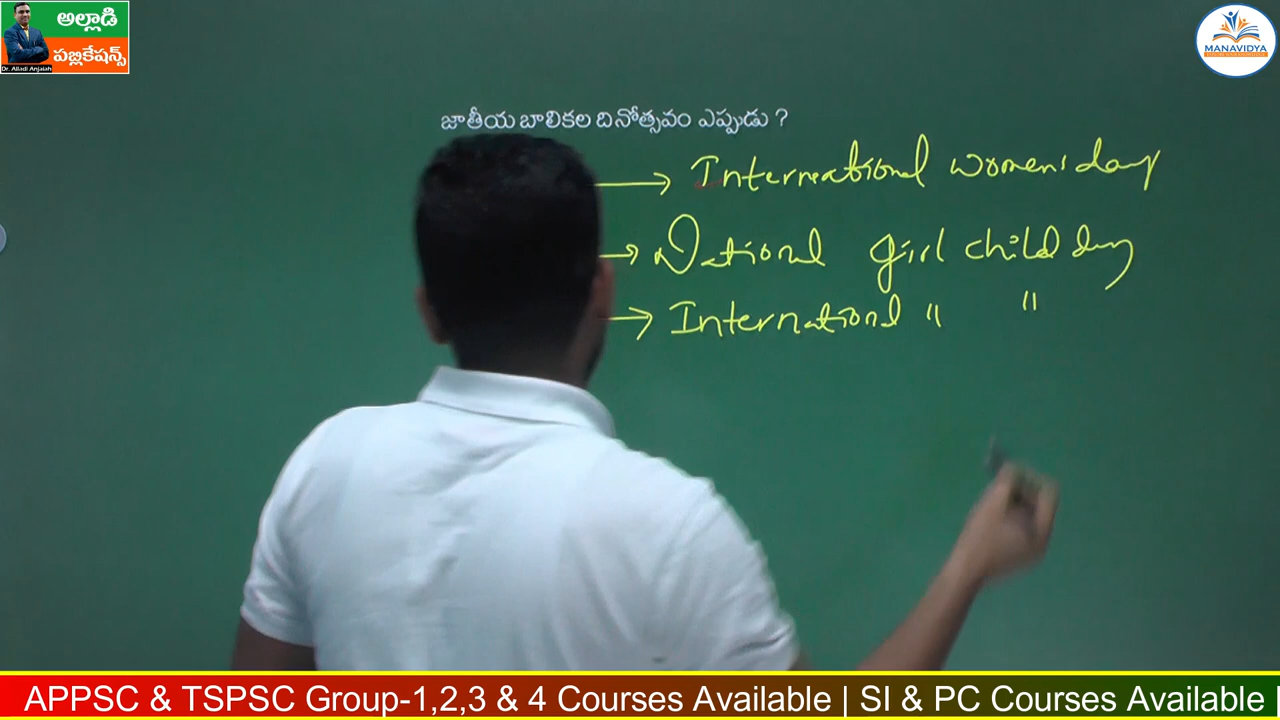 అల్లాడి
పబ్లికేషన్స్
Dr. Alladi Anjaiah
MANAVIDYA
జాతీయ బాలికల దినోత్సవం ఎప్పుడు ?
→ International women's day
→ National girl child day
→ International " "
APPSC & TSPSC Group-1,2,3 & 4 Courses Available | SI & PC Courses Available